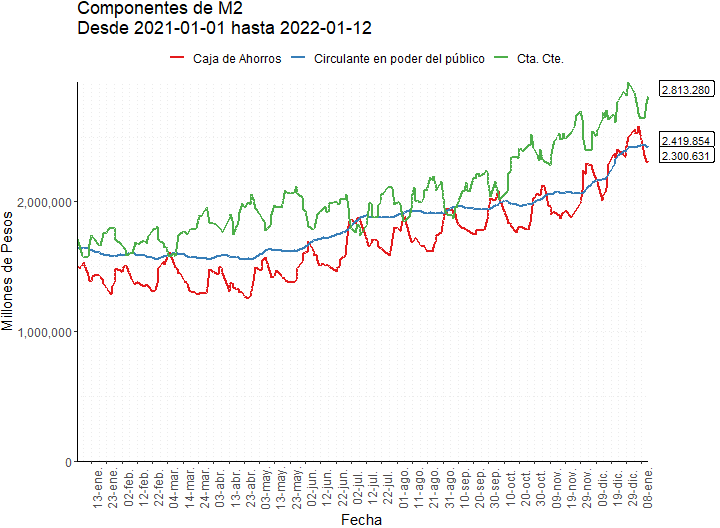 Componentes de M2
Desde 2021-01-01 hasta 2022-01-12
Caja de Ahorros Circulante en poder del público Cta. Cte.
2.813.280
2.419.854
2.300.631
Millones de Pesos
2,000,000
1,000,000
0
13-ene. 23-ene. 02-feb. 12-feb. 22-feb. 04-mar. 14-mar. 24-mar. 03-abr. 13-abr. 23-abr. 03-may. 13-may. 23-may. 02-jun. 12-jun. 22-jun. 02-jul. 12-jul. 22-jul. 01-ago. 11-ago. 21-ago. 31-ago. 10-sep. 20-sep. 30-sep. 10-oct. 20-oct. 30-oct. 09-nov. 19-nov. 29-nov. 09-dic. 19-dic. 29-dic. 08-ene.
Fecha